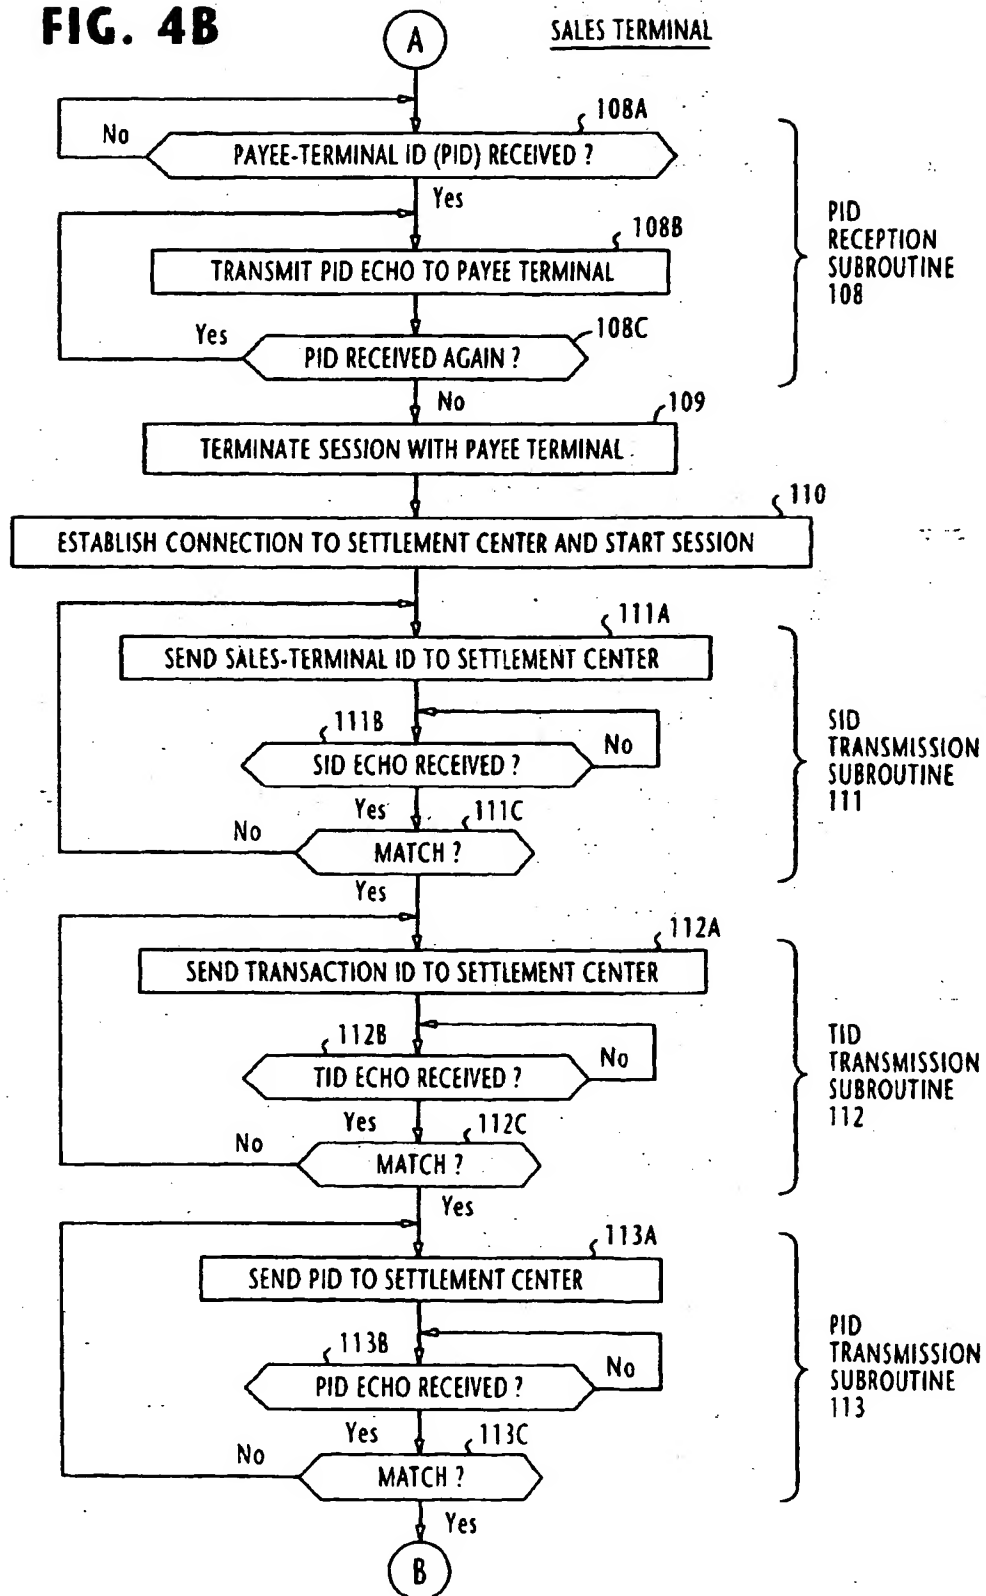 FIG. 4B
A
SALES TERMINAL
108A
No
PAYEE-TERMINAL ID (PID) RECEIVED ?
Yes
108B
TRANSMIT PID ECHO TO PAYEE TERMINAL
PID
RECEPTION
SUBROUTINE
108
Yes
108C
PID RECEIVED AGAIN ?
No
109
TERMINATE SESSION WITH PAYEE TERMINAL
110
ESTABLISH CONNECTION TO SETTLEMENT CENTER AND START SESSION
111A
SEND SALES-TERMINAL ID TO SETTLEMENT CENTER
111B
No
SID ECHO RECEIVED ?
SID
TRANSMISSION
SUBROUTINE
111
Yes
111C
No
MATCH ?
Yes
112A
SEND TRANSACTION ID TO SETTLEMENT CENTER
112B
No
TID ECHO RECEIVED ?
TID
TRANSMISSION
SUBROUTINE
112
Yes
112C
No
MATCH ?
Yes
113A
SEND PID TO SETTLEMENT CENTER
113B
No
PID ECHO RECEIVED ?
PID
TRANSMISSION
SUBROUTINE
113
Yes
113C
No
MATCH ?
Yes
B